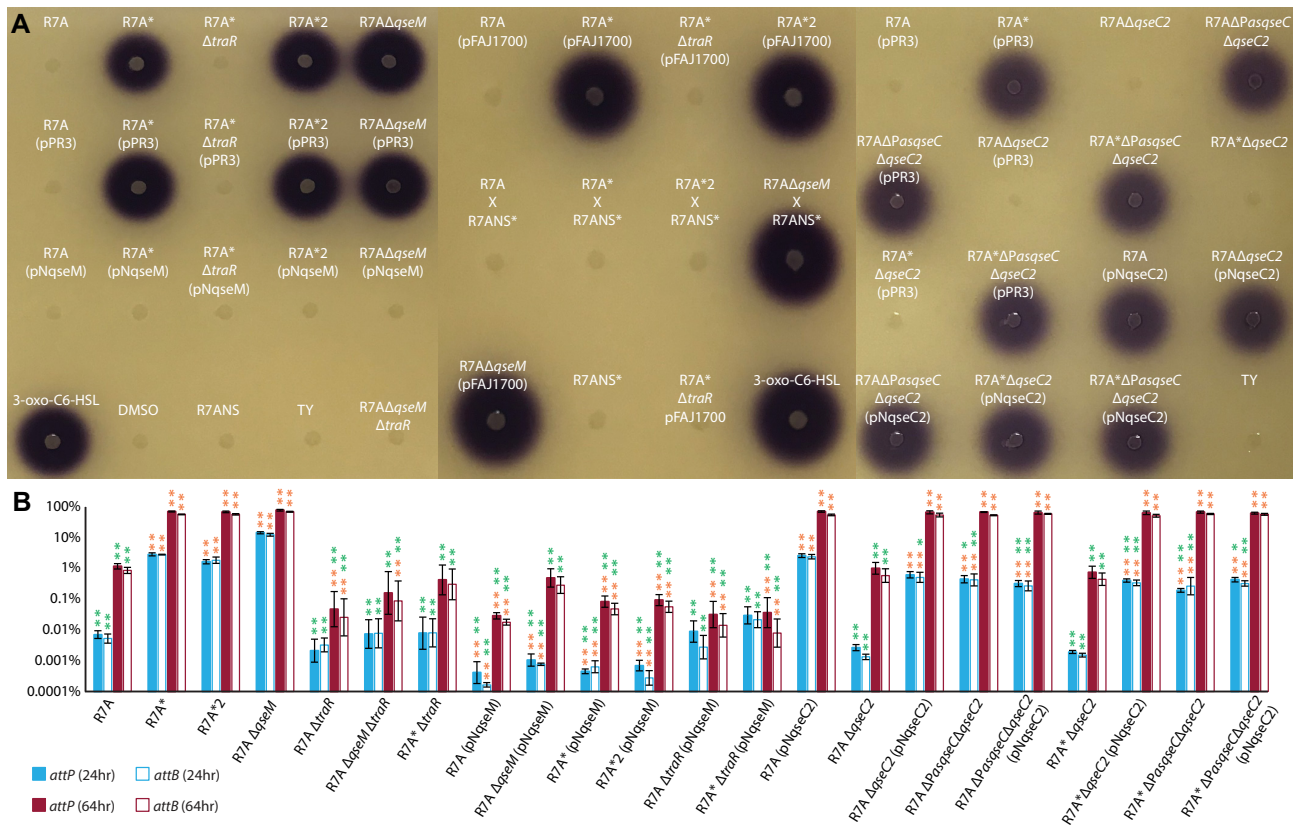 A
R7A
R7A*
R7A*
ΔtraR
R7A*2
R7AΔqseM
R7A
(pPR3)
R7A*
(pPR3)
R7A*
ΔtraR
(pPR3)
R7A*2
(pPR3)
R7AΔqseM
(pPR3)
R7A
(pNqseM)
R7A*
(pNqseM)
R7A*
ΔtraR
(pNqseM)
R7A*2
(pNqseM)
R7AΔqseM
(pNqseM)
3-oxo-C6-HSL
DMSO
R7ANS
TY
R7AΔqseM
ΔtraR
R7A
(pFAJ1700)
R7A*
(pFAJ1700)
R7A*
ΔtraR
(pFAJ1700)
R7A*2
(pFAJ1700)
R7A
X
R7ANS*
R7A*
X
R7ANS*
R7A*2
X
R7ANS*
R7AΔqseM
X
R7ANS*
R7AΔqseM
(pFAJ1700)
R7ANS*
R7A*
ΔtraR
pFAJ1700
3-oxo-C6-HSL
R7A
(pPR3)
R7A*
(pPR3)
R7AΔqseC2
R7AΔPasqseC
ΔqseC2
R7AΔPasqseC
ΔqseC2
(pPR3)
R7AΔqseC2
(pPR3)
R7A*ΔPasqseC
ΔqseC2
R7A*ΔqseC2
R7A*
ΔqseC2
(pPR3)
R7A*ΔPasqseC
ΔqseC2
(pPR3)
R7A
(pNqseC2)
R7AΔqseC2
(pNqseC2)
R7AΔPasqseC
ΔqseC2
(pNqseC2)
R7A*ΔqseC2
(pNqseC2)
R7A*ΔPasqseC
ΔqseC2
(pNqseC2)
TY
B
100%
10%
1%
0.1%
0.01%
0.001%
0.0001%
R7A
R7A*
R7A*2
R7A ΔqseM
R7A ΔtraR
R7A ΔqseM ΔtraR
R7A* ΔtraR
R7A (pNqseM)
R7A ΔqseM (pNqseM)
R7A* (pNqseM)
R7A*2 (pNqseM)
R7A ΔtraR (pNqseM)
R7A* ΔtraR (pNqseM)
R7A (pNqseC2)
R7A ΔqseC2
R7A ΔqseC2 (pNqseC2)
R7A ΔPasqseCΔqseC2
R7A ΔPasqseCΔqseC2
(pNqseC2)
R7A* ΔqseC2
R7A*ΔqseC2 (pNqseC2)
R7A* ΔPasqseCΔqseC2
R7A* ΔPasqseCΔqseC2
(pNqseC2)
attP (24hr)
attB (24hr)
attP (64hr)
attB (64hr)